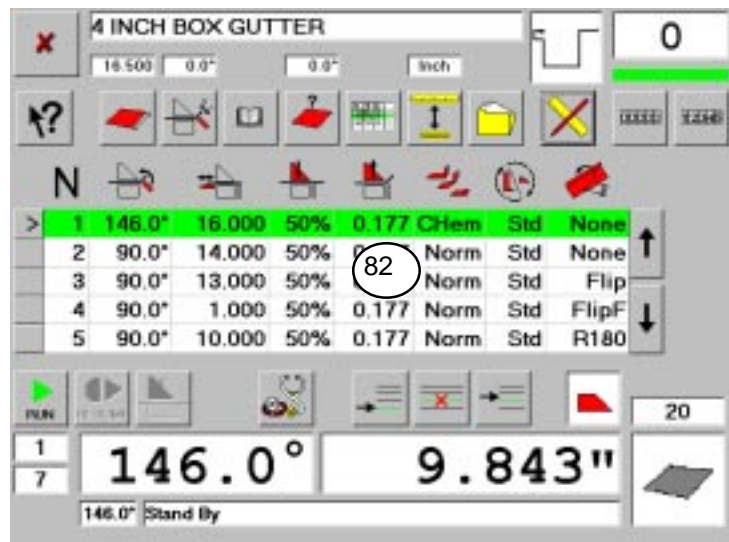 4 INCH BOX GUTTER
0
16.500 0.0° 0.0° Inch
?
?
N
> 1 146.0° 16.000 50% 0.177 CHem Std None
2 90.0° 14.000 50% Norm Std None
82
3 90.0° 13.000 50% Norm Std Flip
4 90.0° 1.000 50% 0.177 Norm Std FlipF
5 90.0° 10.000 50% 0.177 Norm Std R180
RUN
20
1
7
146.0° 9.843"
146.0° Stand By